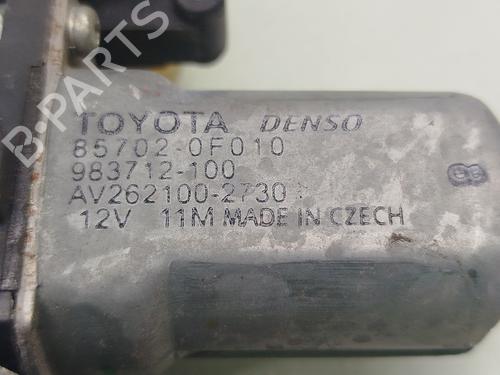 TOYOTA DENSO
85702-0F010
983712-100
AV262100-2730
12V 11M MADE IN CZECH
B-PARTS